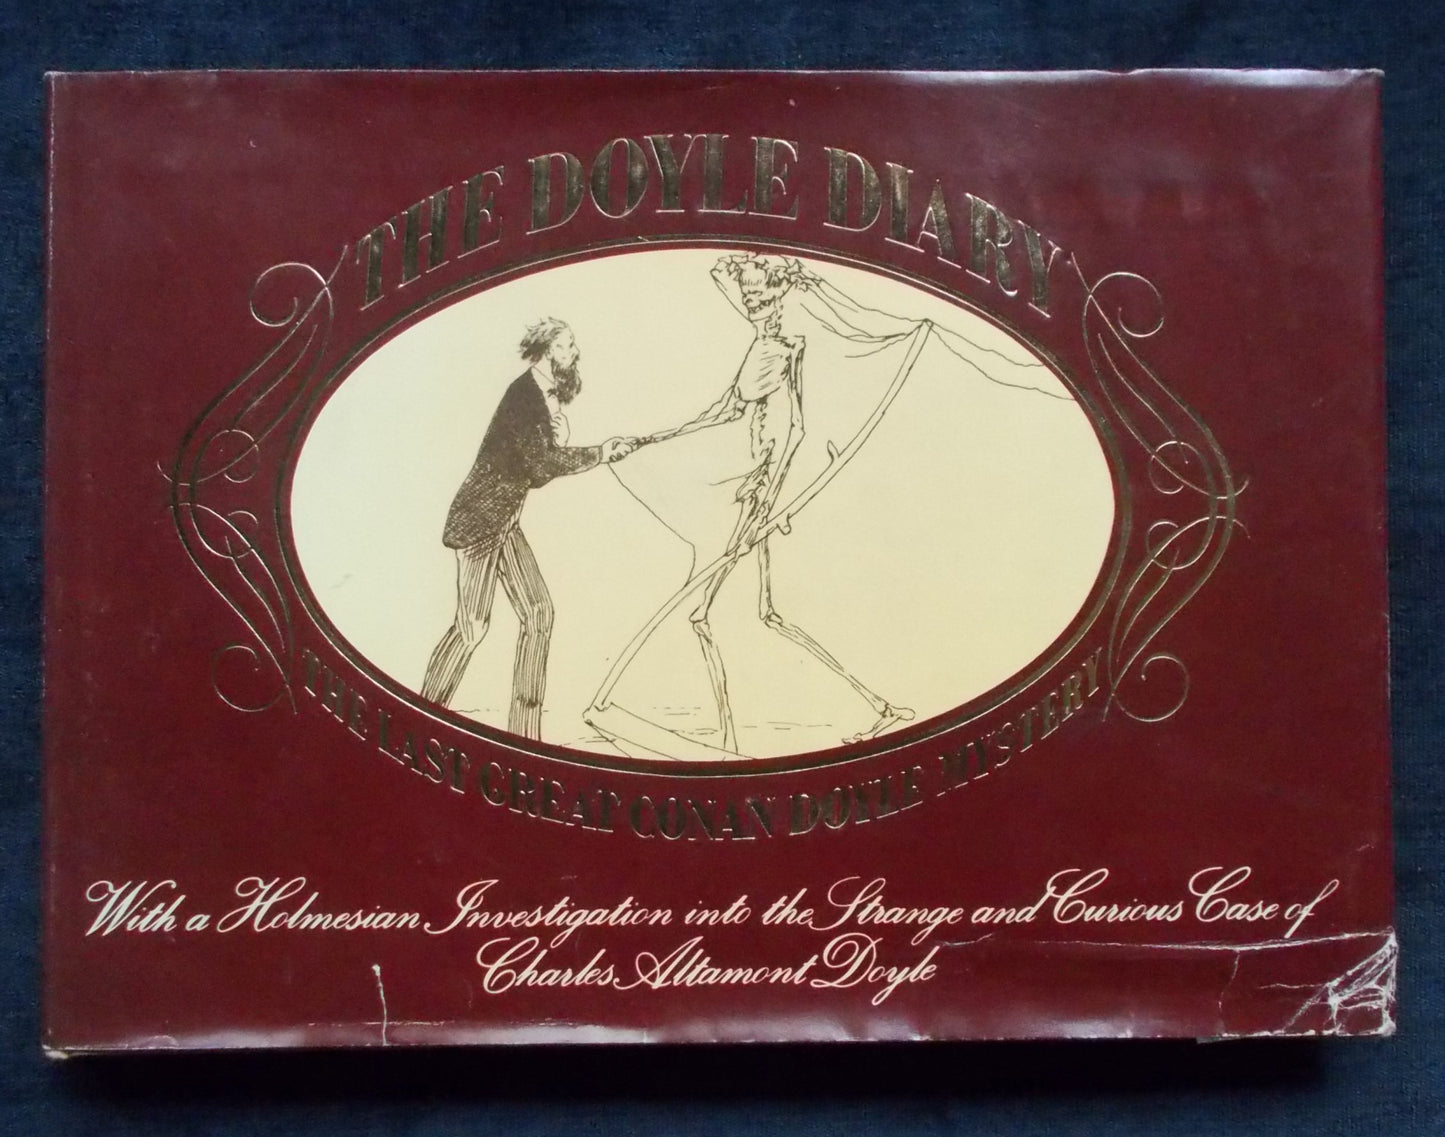 THE DOYLE DIARY
THE LAST GREAT CONAN DOYLE MYSTERY
With a Holmesian Investigation into the Strange and Curious Case of
Charles Altamont Doyle